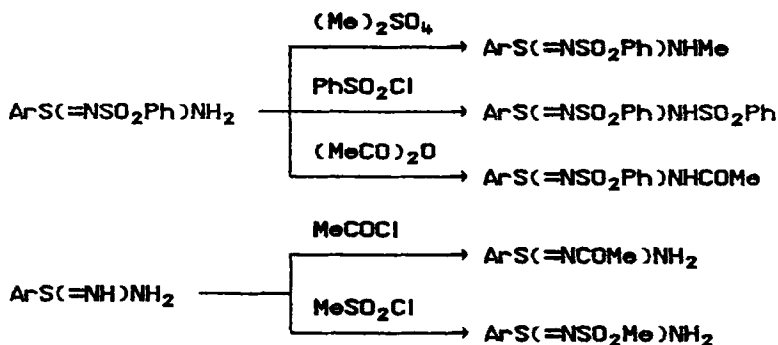 (Me)₂SO₄
ArS(=NSO₂Ph)NHMe
PhSO₂Cl
ArS(=NSO₂Ph)NH₂
ArS(=NSO₂Ph)NHSO₂Ph
(MeCO)₂O
ArS(=NSO₂Ph)NHCOMe
MeCOCl
ArS(=NCOMe)NH₂
ArS(=NH)NH₂
MeSO₂Cl
ArS(=NSO₂Me)NH₂